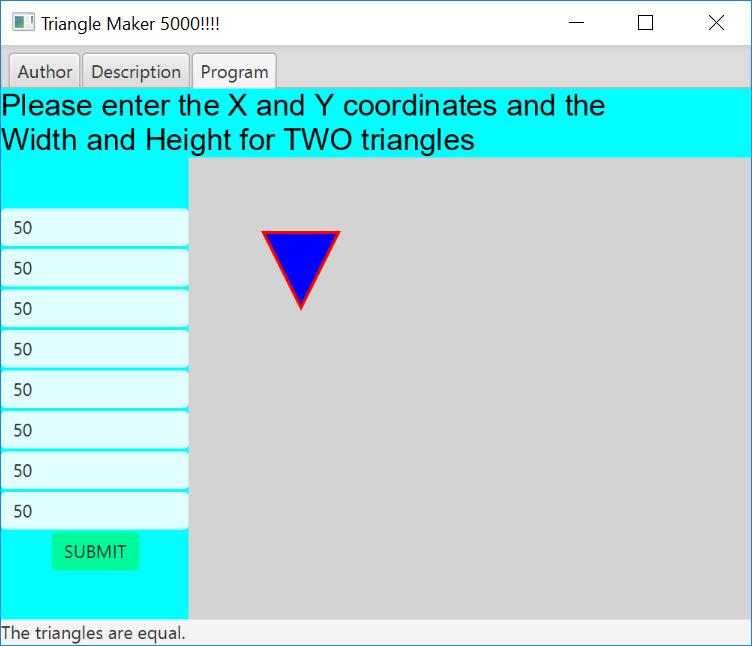 Triangle Maker 5000!!!!
Author Description Program
Please enter the X and Y coordinates and the
Width and Height for TWO triangles
50
50
50
50
50
50
50
50
SUBMIT
The triangles are equal.